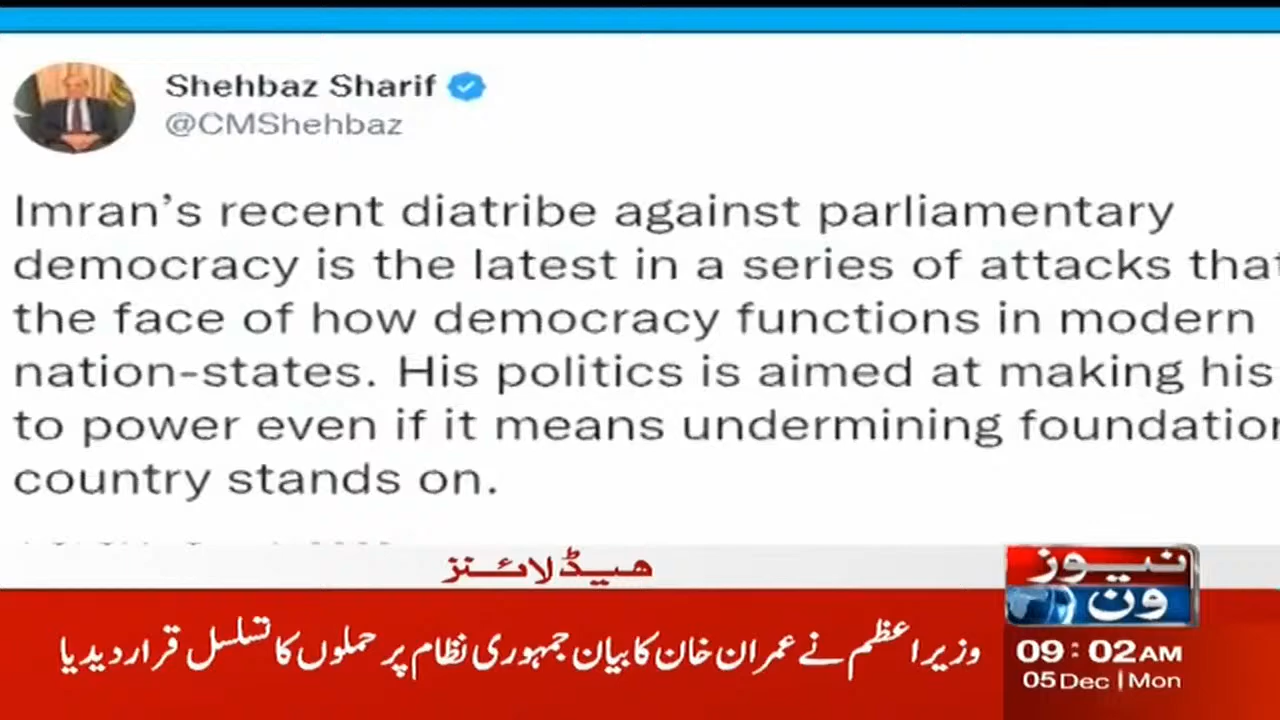 Shehbaz Sharif
@CMShehbaz
Imran's recent diatribe against parliamentary
democracy is the latest in a series of attacks that
the face of how democracy functions in modern
nation-states. His politics is aimed at making his
to power even if it means undermining foundation
country stands on.
ھیڈلائنز
وزیراعظم نے عمران خان کا بیان جمہوری نظام پر حملوں کا تسلسل قرار دیدیا
نیوز
ون
09:02AM
05Dec|Mon